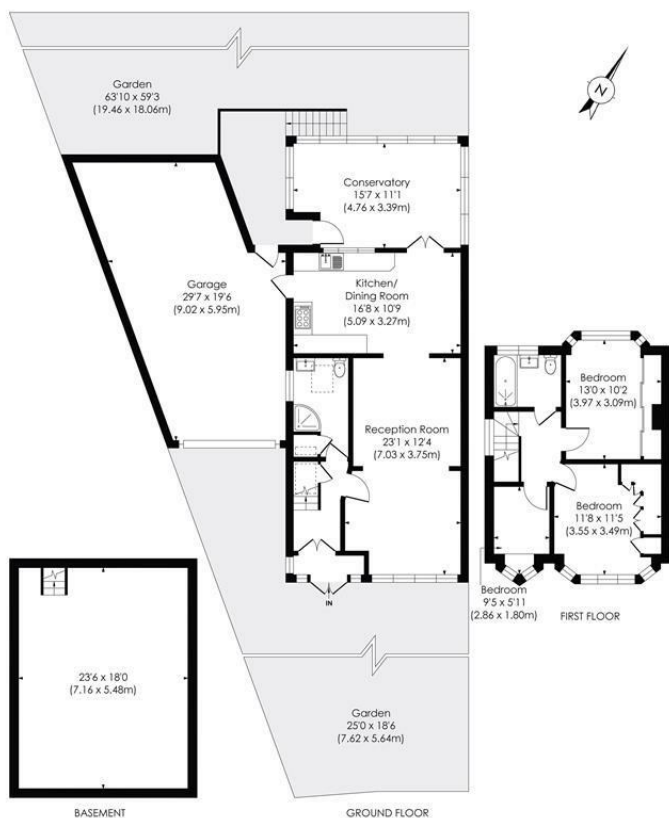 Garden
63'10 x 59'3
(19.46 x 18.06m)
N
Conservatory
15'7 x 11'1
(4.76 x 3.39m)
Garage
29'7 x 19'6
(9.02 x 5.95m)
Kitchen/
Dining Room
16'8 x 10'9
(5.09 x 3.27m)
Reception Room
23'1 x 12'4
(7.03 x 3.75m)
IN
Bedroom
13'0 x 10'2
(3.97 x 3.09m)
Bedroom
11'8 x 11'5
(3.55 x 3.49m)
Bedroom
9'5 x 5'11
(2.86 x 1.80m)
FIRST FLOOR
23'6 x 18'0
(7.16 x 5.48m)
Garden
25'0 x 18'6
(7.62 x 5.64m)
BASEMENT
GROUND FLOOR